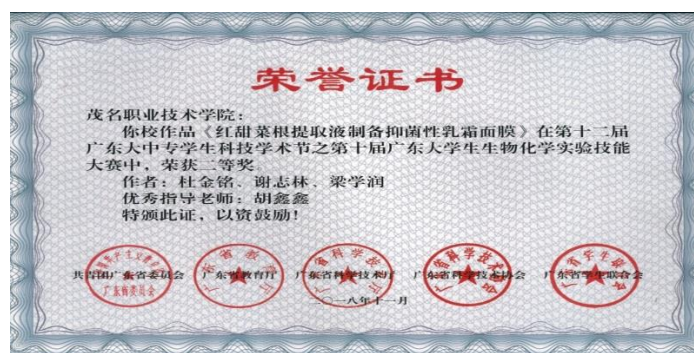 荣誉证书
茂名职业技术学院：
你校作品《红甜菜根提取液制备抑菌性乳霜面膜》在第十二届
广东大中专学生科技学术节之第十届广东大学生生物化学实验技能
大赛中，荣获二等奖
作者：杜金铭、谢志林、梁学润
优秀指导老师：胡鑫鑫
特颁此证，以资鼓励！
共青团广东省委员会 广东省教育厅 广东省科学技术厅 广东省科学技术协会 广东省学生联合会
二〇一八年十一月